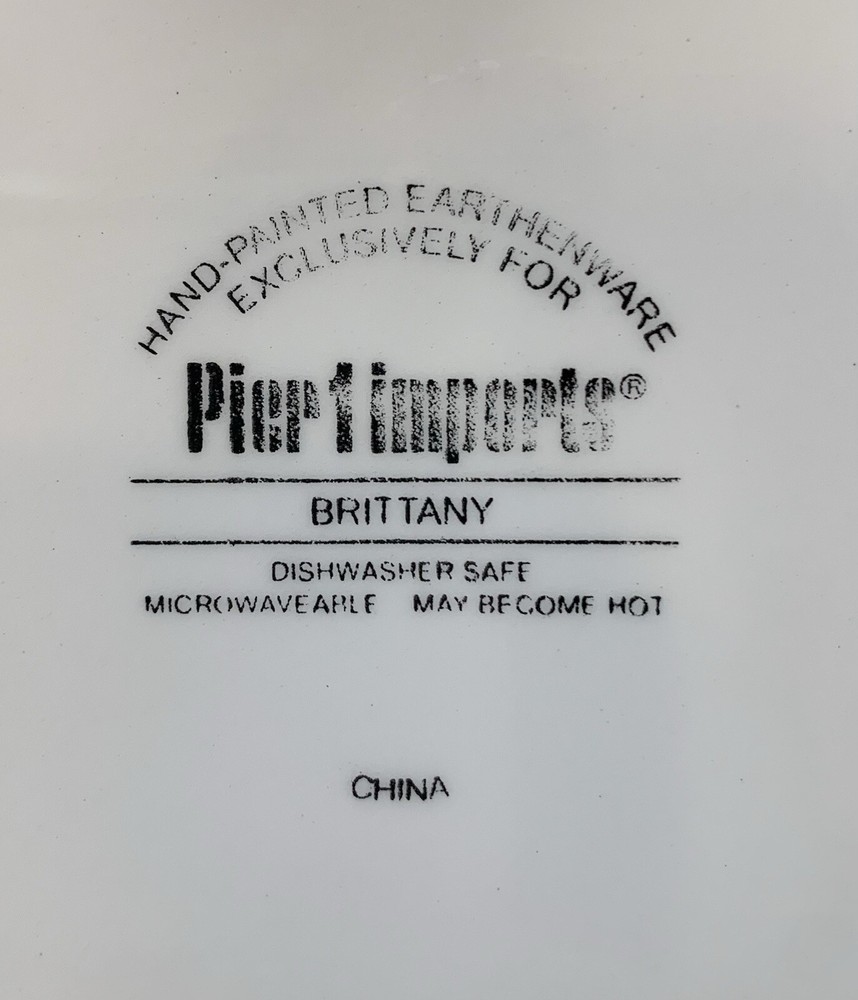 HAND-PAINTED EARTHENWARE
EXCLUSIVELY FOR
Pier 1 imports®
BRITTANY
DISHWASHER SAFE
MICROWAVEABLE MAY BECOME HOT
CHINA